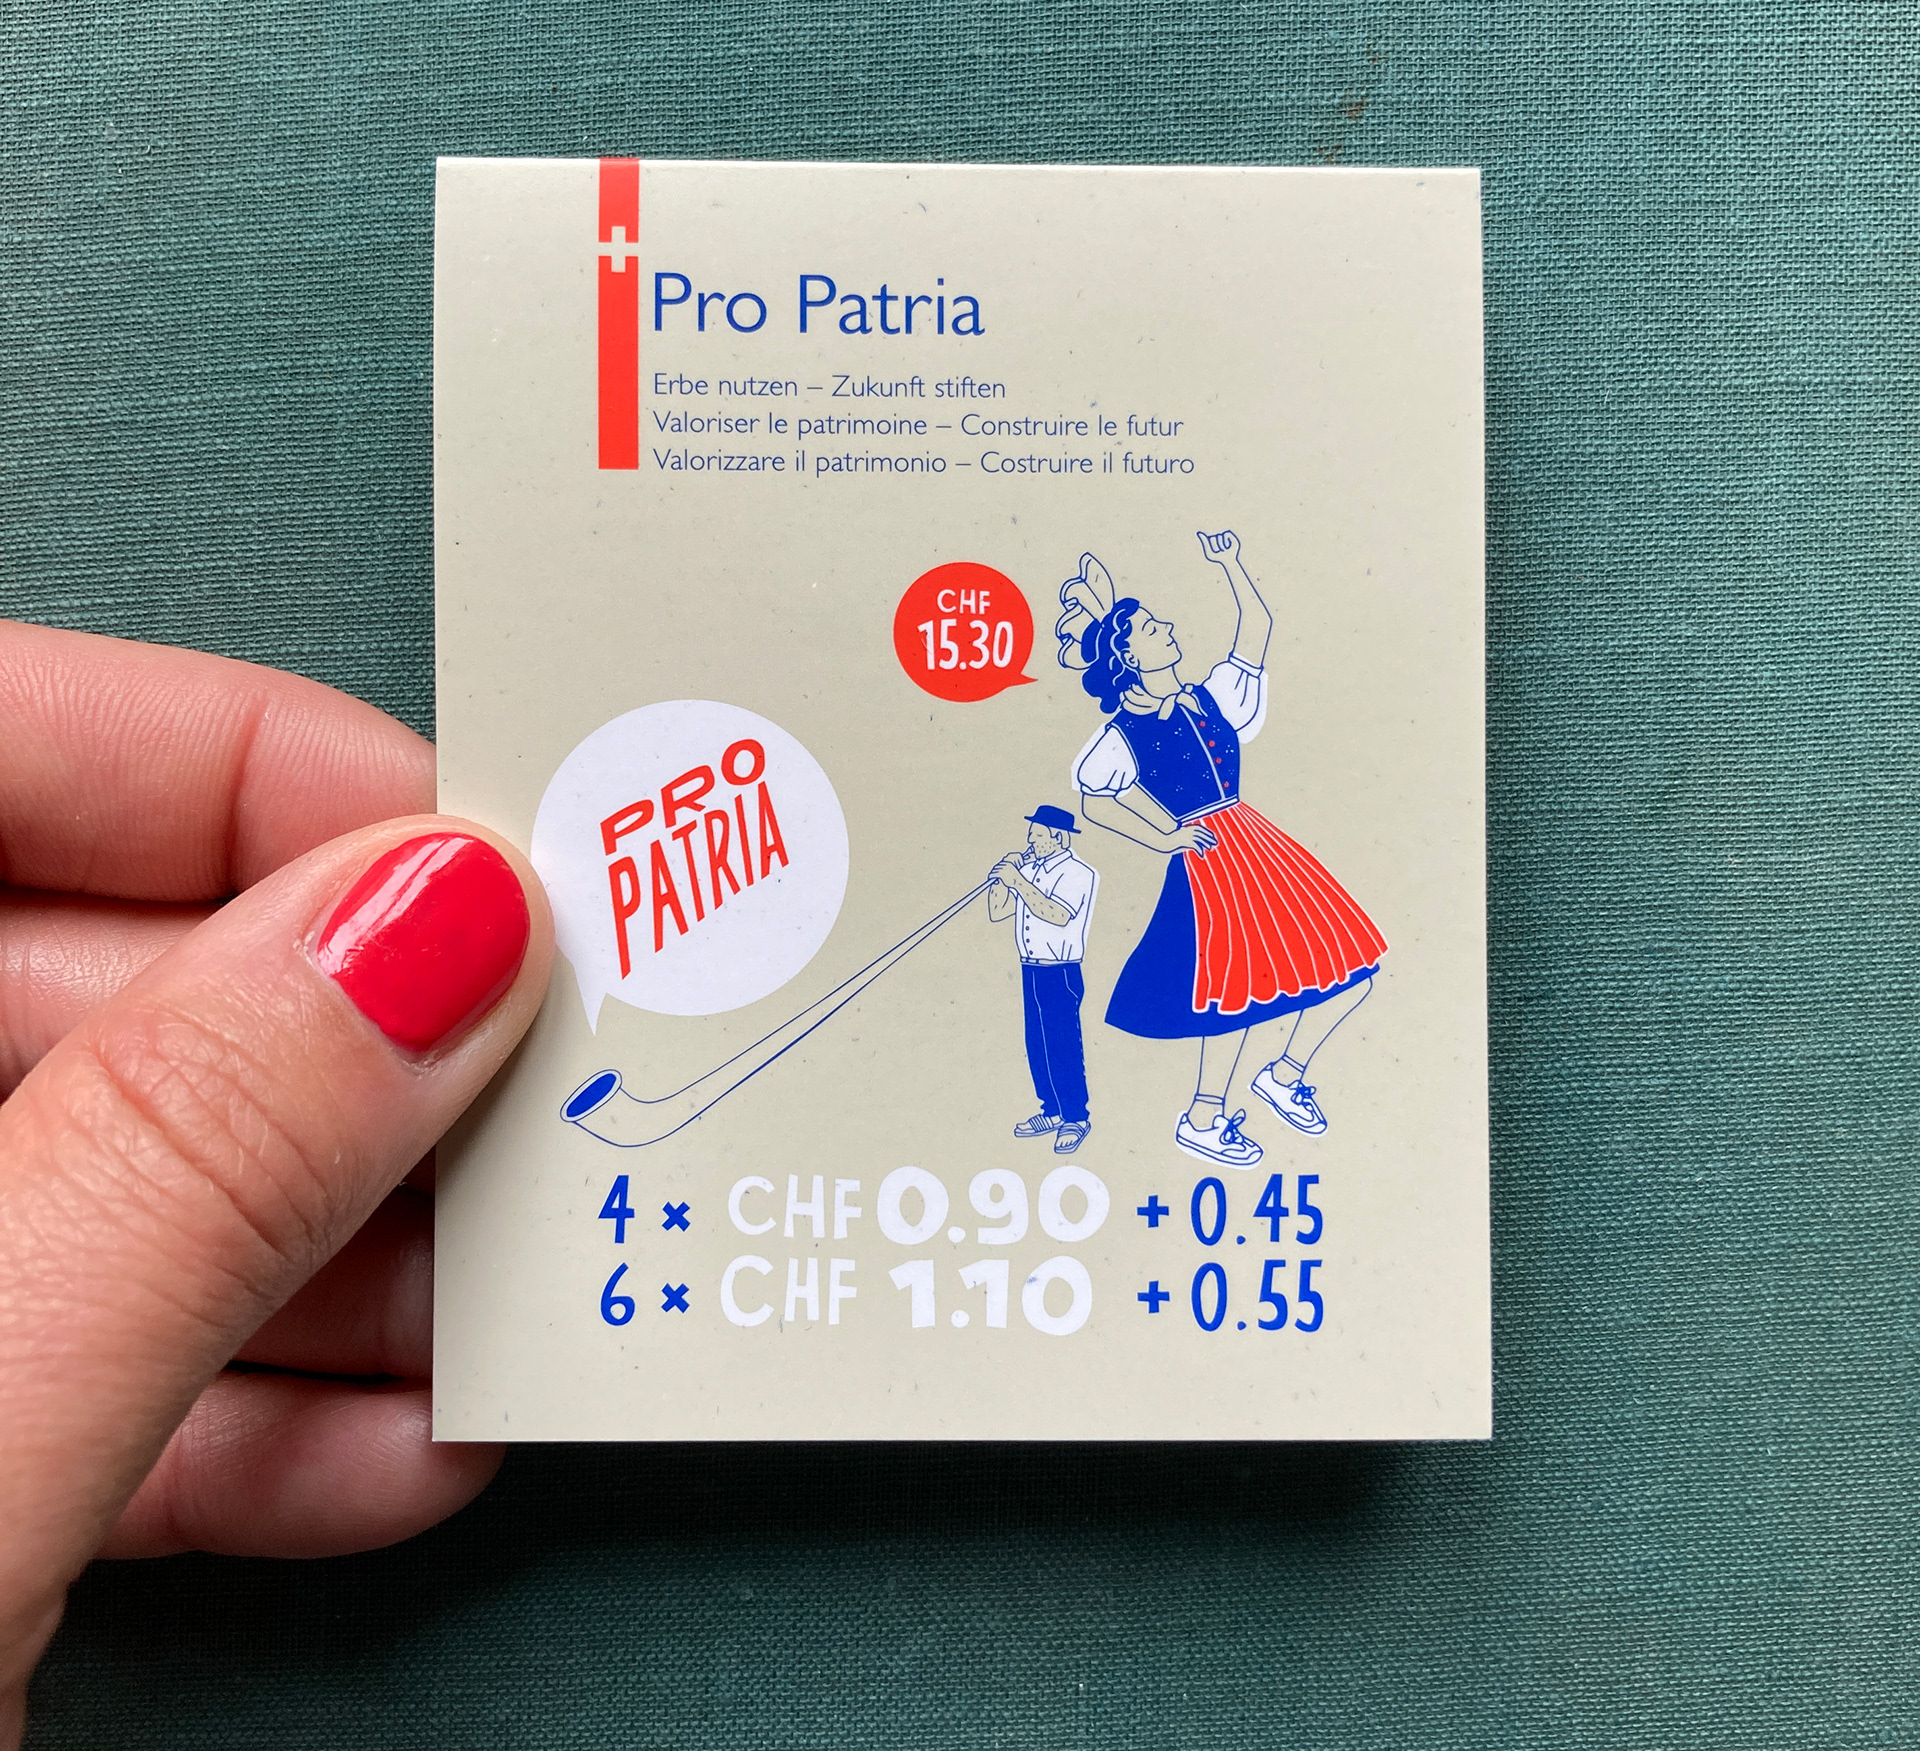 Pro Patria
Erbe nutzen – Zukunft stiften
Valoriser le patrimoine – Construire le futur
Valorizzare il patrimonio – Costruire il futuro
CHF
15.30
PRO
PATRIA
4 × CHF 0.90 + 0.45
6 × CHF 1.10 + 0.55